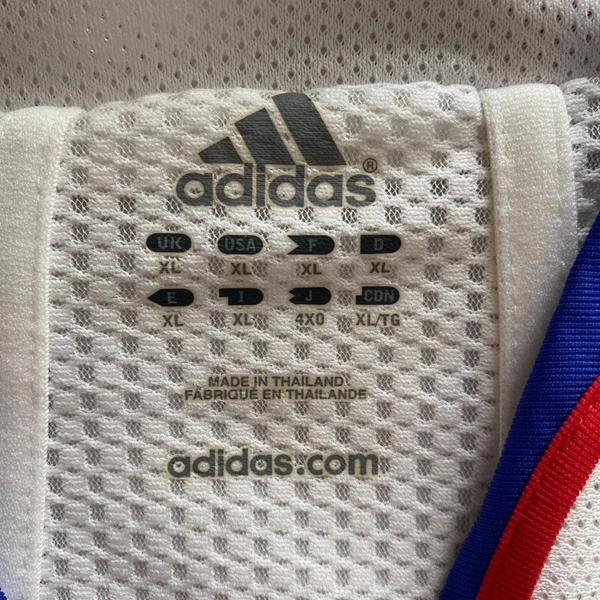 adidas®
UK USA F D
XL XL XL XL
E I J CDN
XL XL 4XO XL/TG
MADE IN THAILAND
FABRIQUÉ EN THAILANDE
adidas.com